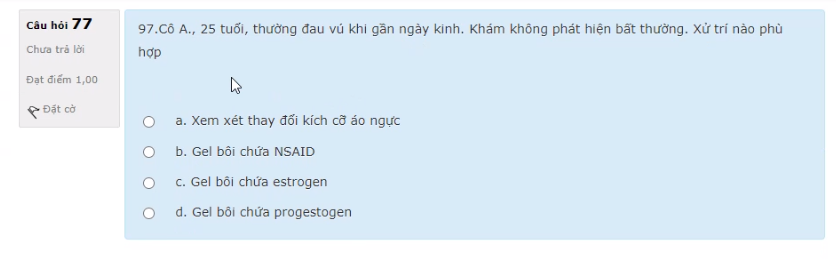 Câu hỏi 77
Chưa trả lời
Đạt điểm 1,00
Đặt cờ
97.Cô A., 25 tuổi, thường đau vú khi gần ngày kinh. Khám không phát hiện bất thường. Xử trí nào phù
hợp
a. Xem xét thay đổi kích cỡ áo ngực
b. Gel bôi chứa NSAID
c. Gel bôi chứa estrogen
d. Gel bôi chứa progestogen